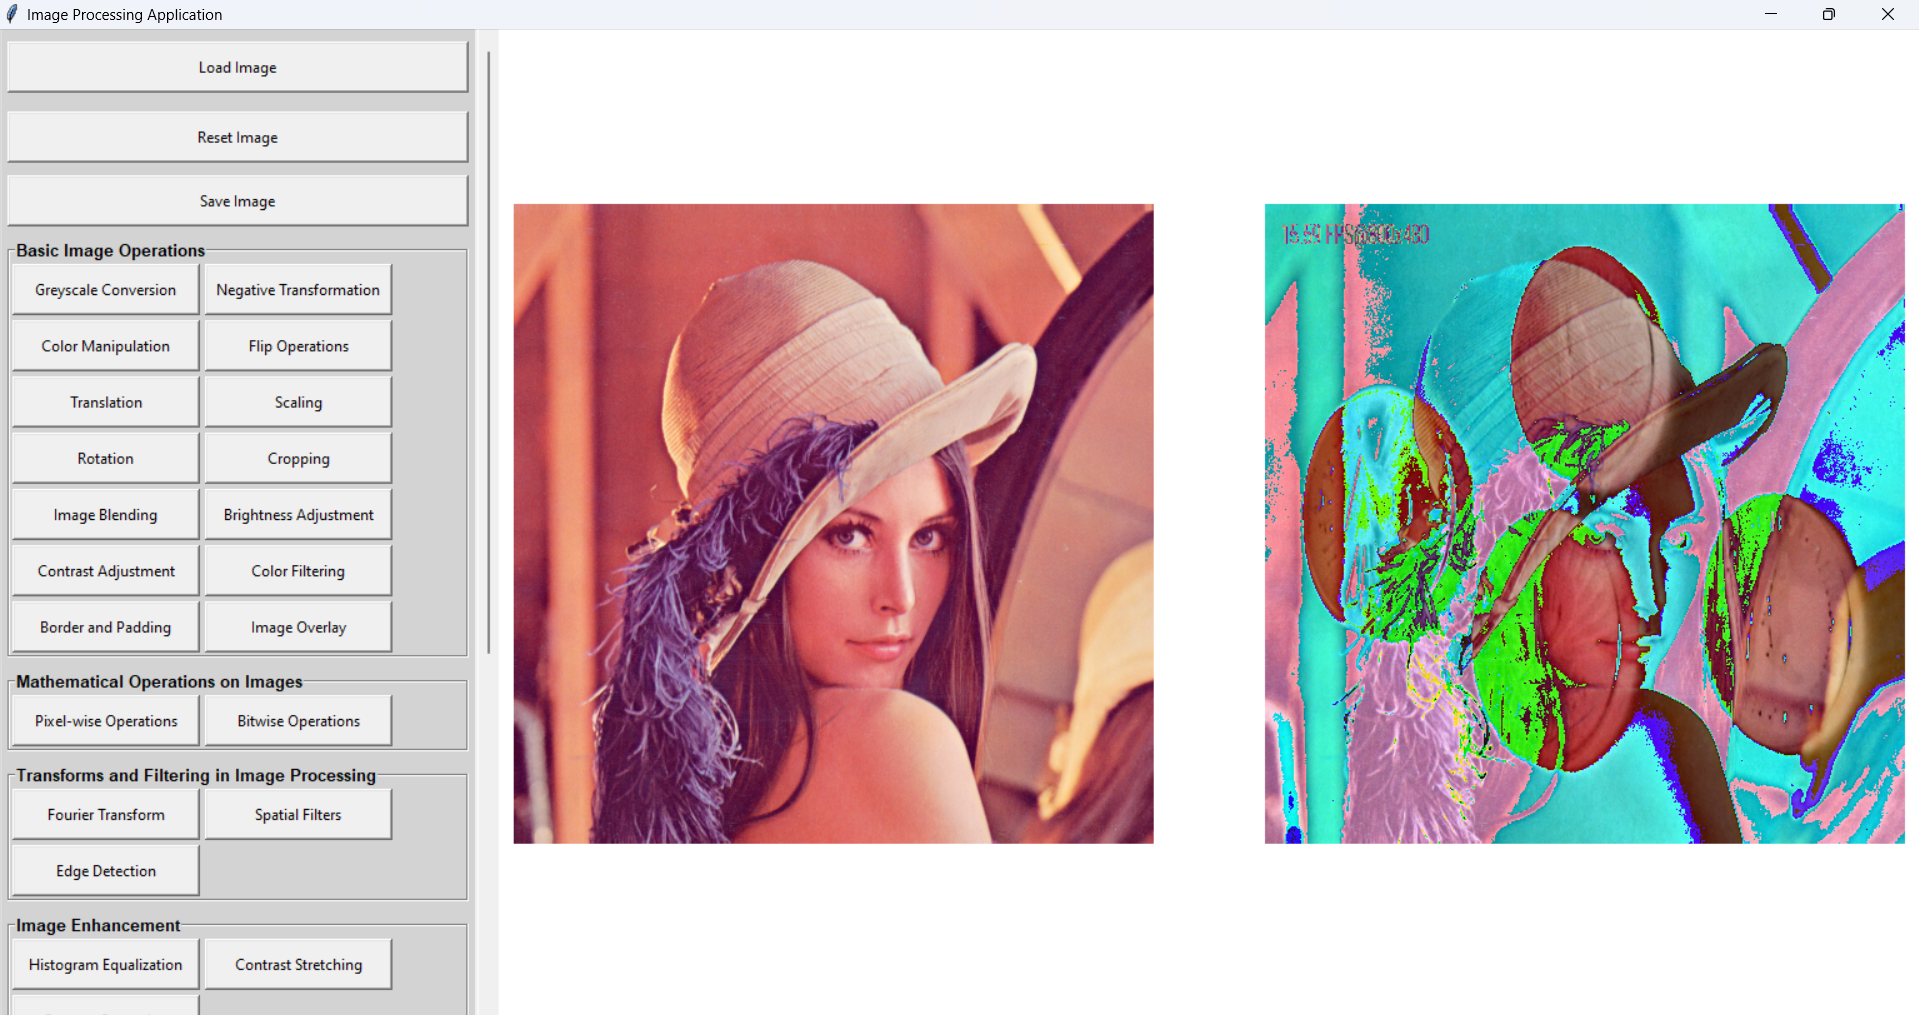 Image Processing Application
Load Image
Reset Image
Save Image
Basic Image Operations
Greyscale Conversion
Negative Transformation
Color Manipulation
Flip Operations
Translation
Scaling
Rotation
Cropping
Image Blending
Brightness Adjustment
Contrast Adjustment
Color Filtering
Border and Padding
Image Overlay
Mathematical Operations on Images
Pixel-wise Operations
Bitwise Operations
Transforms and Filtering in Image Processing
Fourier Transform
Spatial Filters
Edge Detection
Image Enhancement
Histogram Equalization
Contrast Stretching